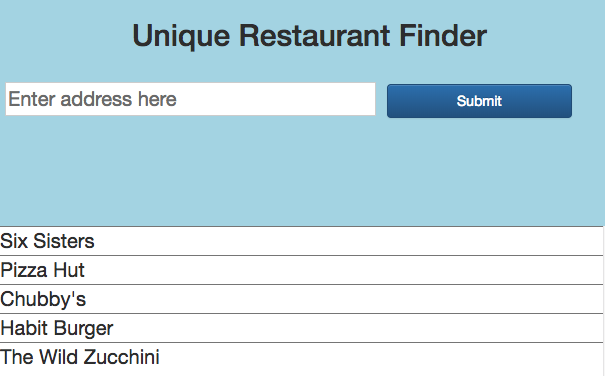 Unique Restaurant Finder
Enter address here
Submit
Six Sisters
Pizza Hut
Chubby's
Habit Burger
The Wild Zucchini